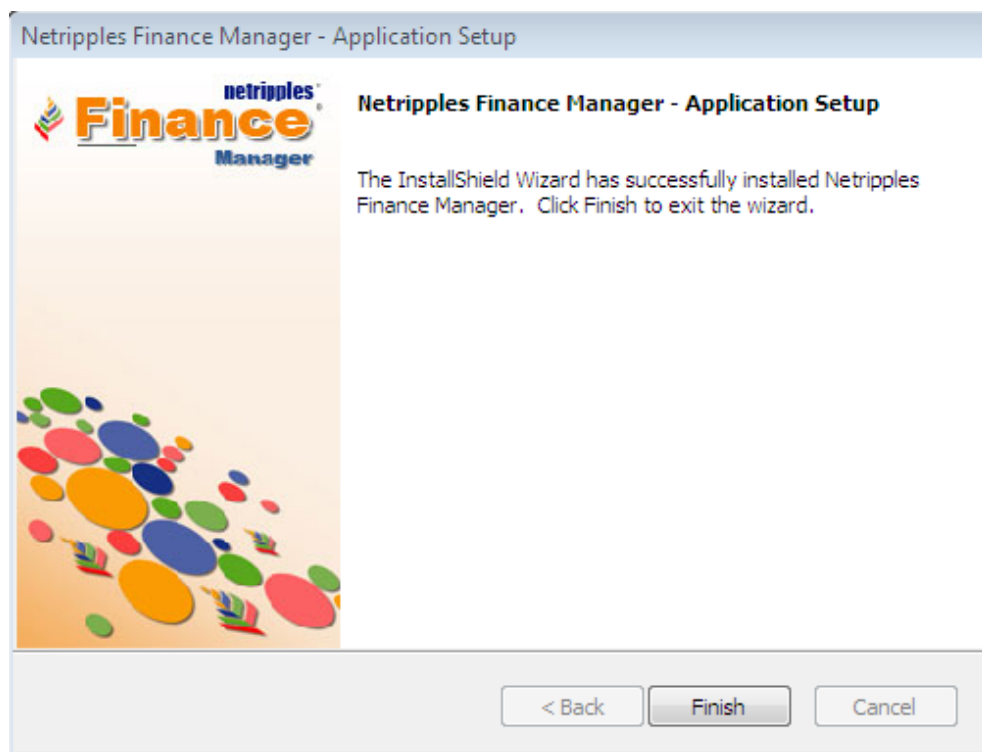 Netripples Finance Manager - Application Setup
netripples
Finance
Manager
Netripples Finance Manager - Application Setup
The InstallShield Wizard has successfully installed Netripples
Finance Manager.  Click Finish to exit the wizard.
< Back
Finish
Cancel